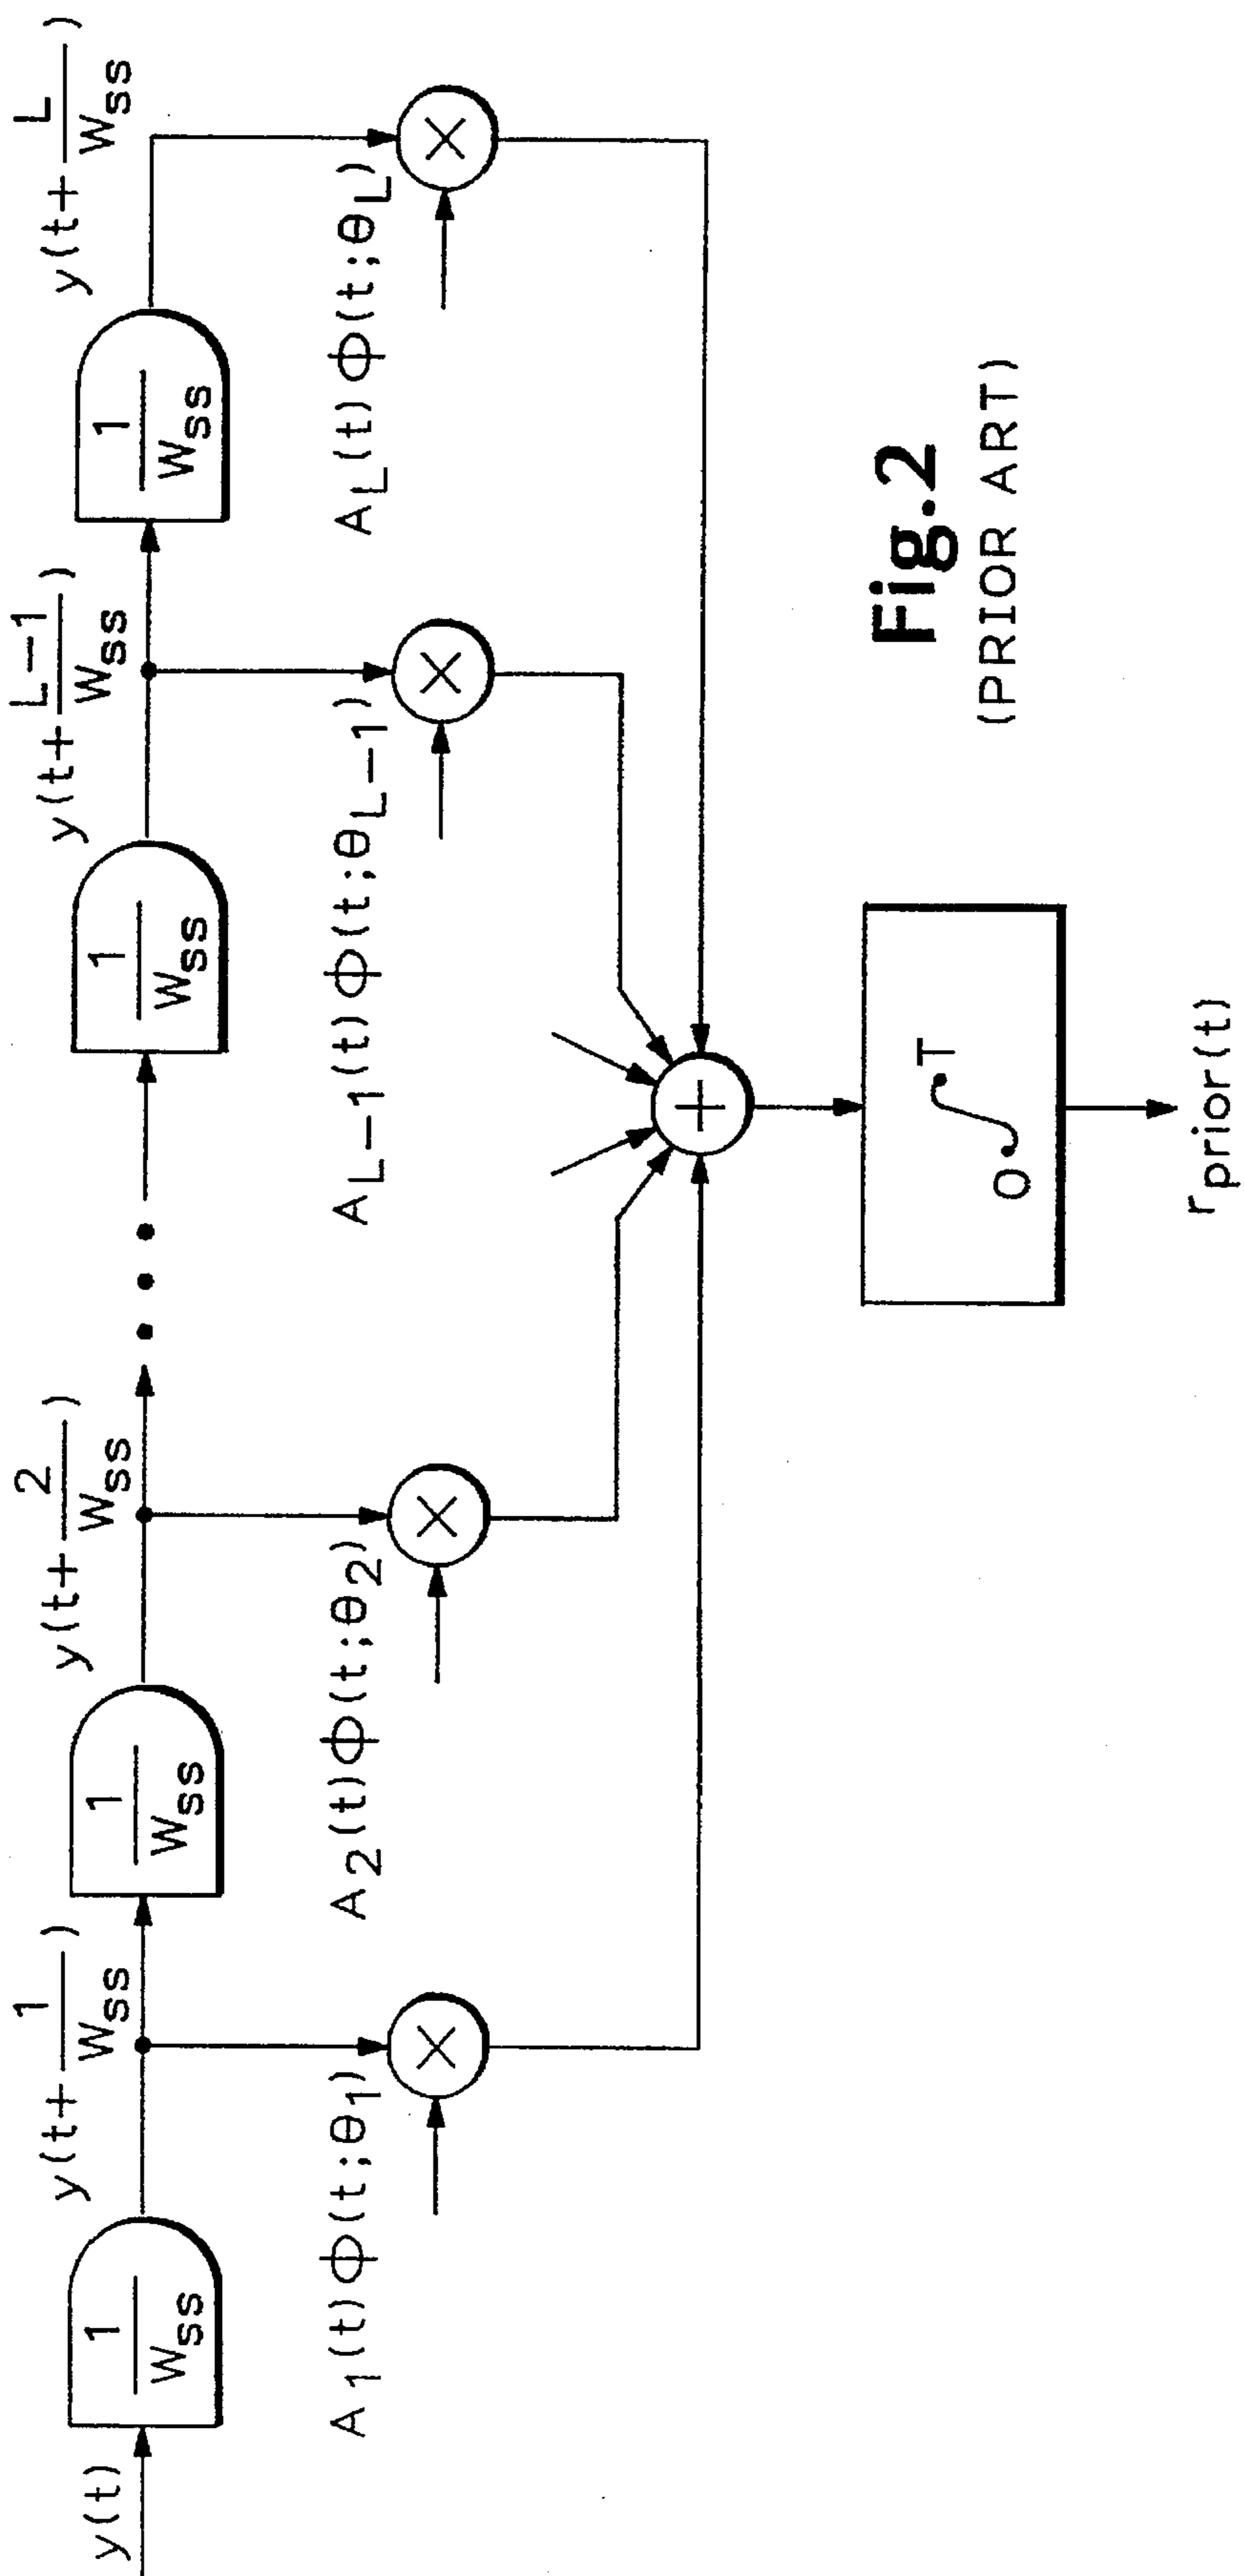 y(t)
y(t+1/Wss)
y(t+2/Wss)
y(t+L−1/Wss)
y(t+L/Wss)
1/Wss
1/Wss
1/Wss
1/Wss
A1(t)ϕ(t;θ1)
A2(t)ϕ(t;θ2)
AL−1(t)ϕ(t;θL−1)
AL(t)ϕ(t;θL)
×
×
×
×
+
∫0T
rprior(t)
Fig.2
(PRIOR ART)